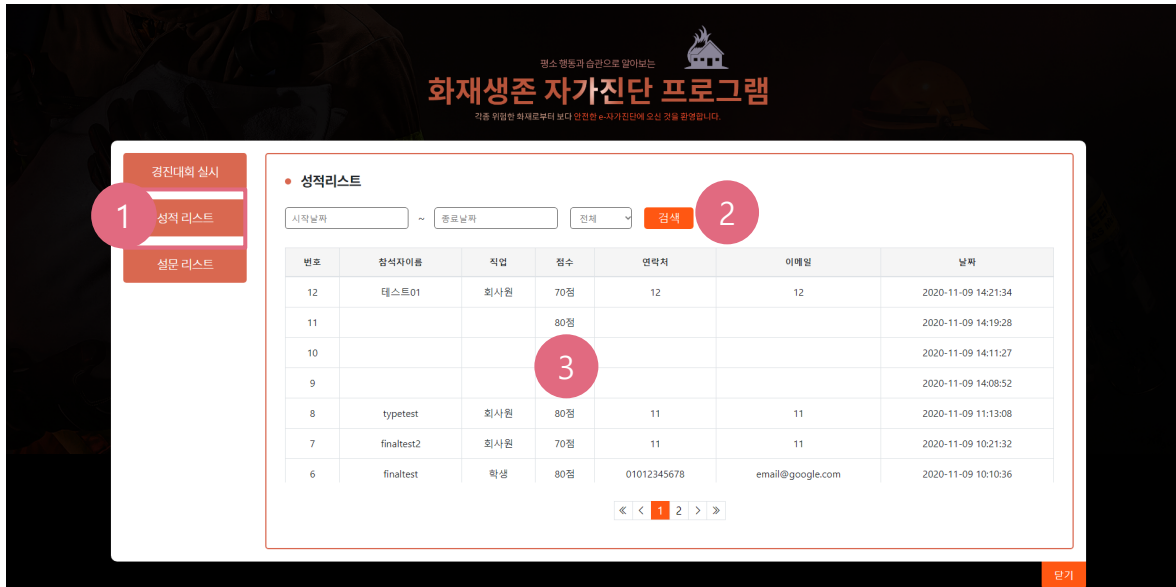 평소 행동과 습관으로 알아보는
화재생존 자가진단 프로그램
각종 위험한 화재로부터 보다 안전한 e-자가진단에 오신 것을 환영합니다.
경진대회 실시
1 성적 리스트
설문 리스트
성적리스트
시작날짜 ~ 종료날짜 전체 검색 2
번호 참석자이름 직업 점수 연락처 이메일 날짜
12 테스트01 회사원 70점 12 12 2020-11-09 14:21:34
11 80점 2020-11-09 14:19:28
10 2020-11-09 14:11:27
3
9 2020-11-09 14:08:52
8 typetest 회사원 80점 11 11 2020-11-09 11:13:08
7 finaltest2 회사원 70점 11 11 2020-11-09 10:21:32
6 finaltest 학생 80점 01012345678 email@google.com 2020-11-09 10:10:36
« < 1 2 > »
닫기